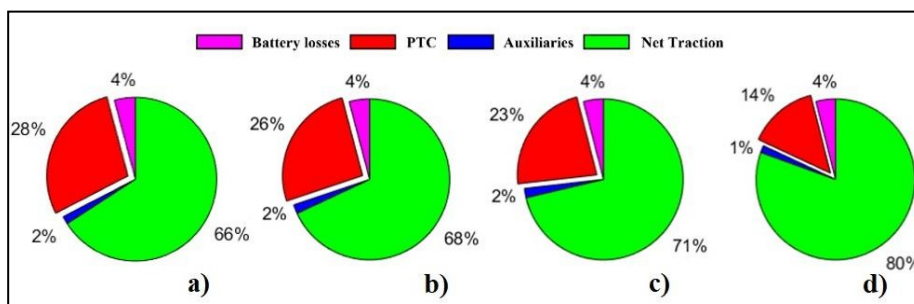 Battery losses PTC Auxiliaries Net Traction
4% 4% 4% 4%
28% 26% 23% 14%
2% 2% 2% 1%
66% 68% 71% 80%
a) b) c) d)